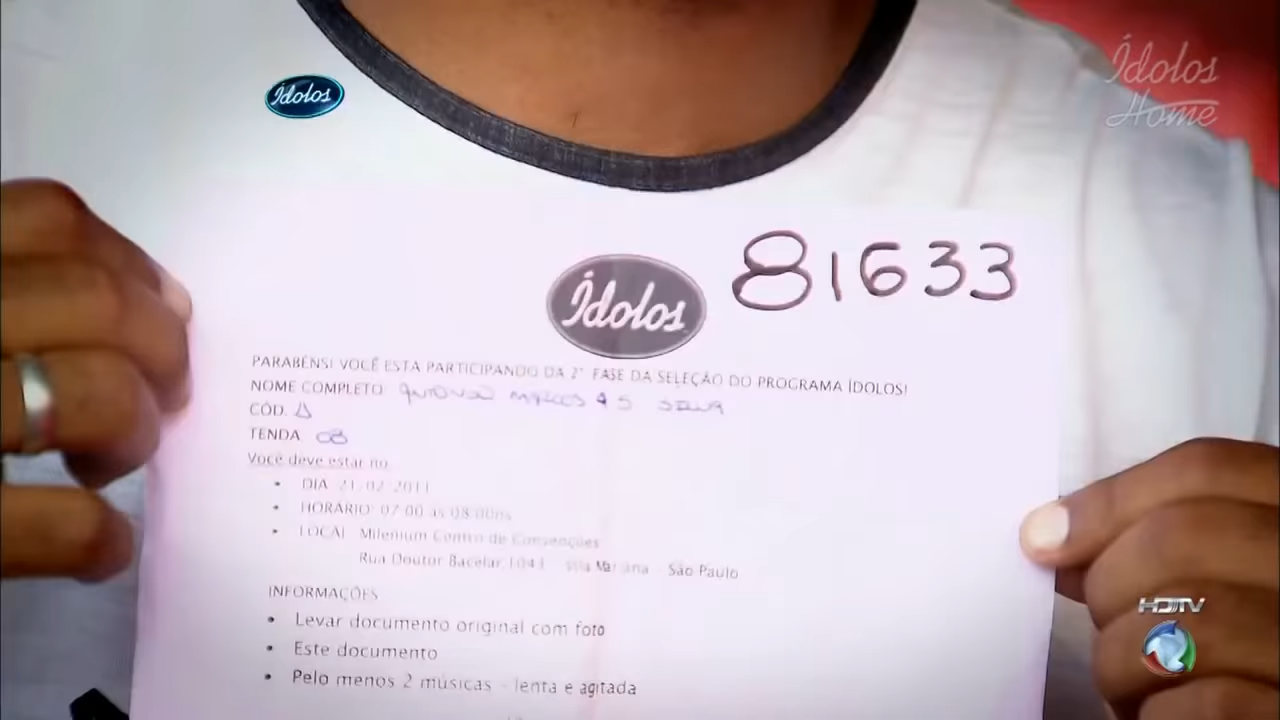 Ídolos
Ídolos
Home
Ídolos
81633
PARABÉNS! VOCÊ ESTA PARTICIPANDO DA 2ª FASE DA SELEÇÃO DO PROGRAMA ÍDOLOS!
NOME COMPLETO: SILVA
CÓD.
TENDA 08
Você deve estar no
• DIA 21.02.2011
• HORÁRIO: 07:00 às 08:00hs
• LOCAL Milenium Centro de Convenções
Rua Doutor Bacelar, 1043 - Vila Mariana - São Paulo
INFORMAÇÕES
• Levar documento original com foto
• Este documento
• Pelo menos 2 músicas - lenta e agitada
HDTV